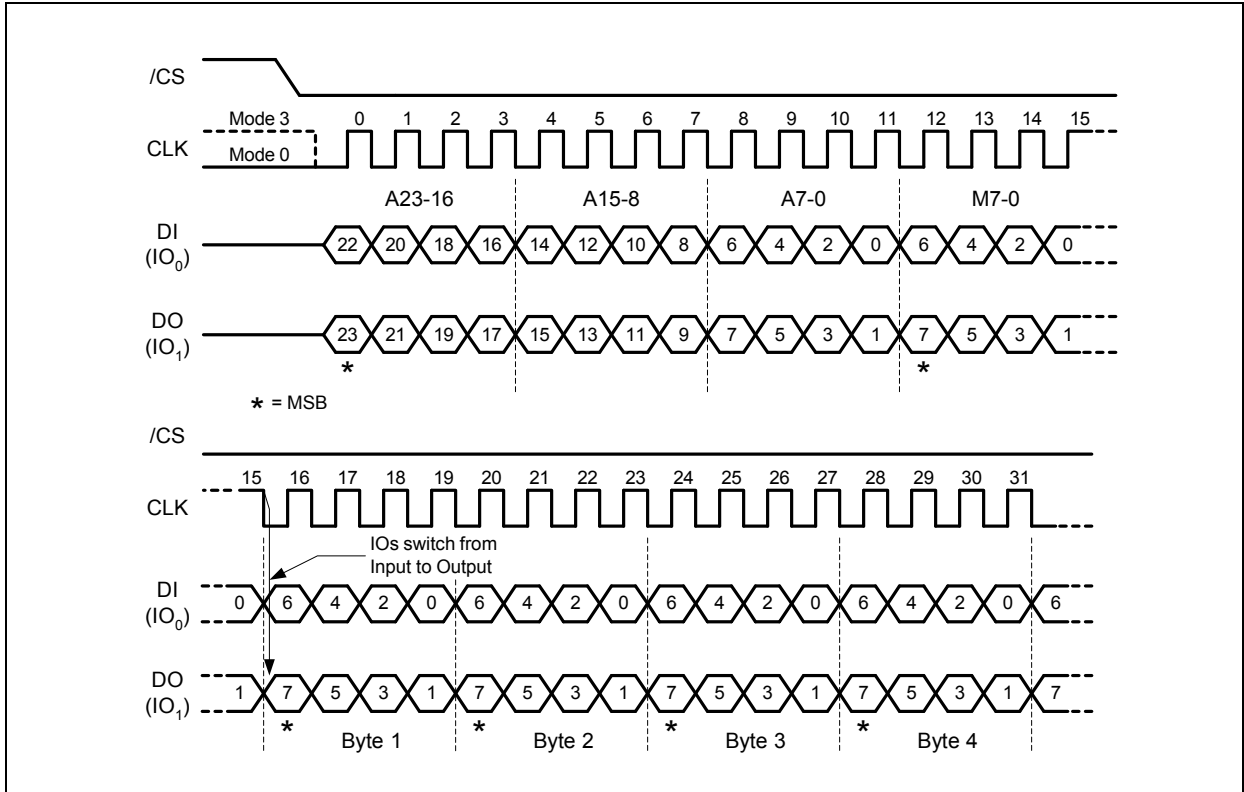 /CS
Mode 3 0 1 2 3 4 5 6 7 8 9 10 11 12 13 14 15
CLK
Mode 0
A23-16 A15-8 A7-0 M7-0
DI
(IO0) 22 20 18 16 14 12 10 8 6 4 2 0 6 4 2 0
DO
(IO1) 23 21 19 17 15 13 11 9 7 5 3 1 7 5 3 1
* *
* = MSB
/CS
15 16 17 18 19 20 21 22 23 24 25 26 27 28 29 30 31
CLK
IOs switch from
Input to Output
DI
(IO0) 0 6 4 2 0 6 4 2 0 6 4 2 0 6 4 2 0 6
DO
(IO1) 1 7 5 3 1 7 5 3 1 7 5 3 1 7 5 3 1 7
* * * *
Byte 1 Byte 2 Byte 3 Byte 4